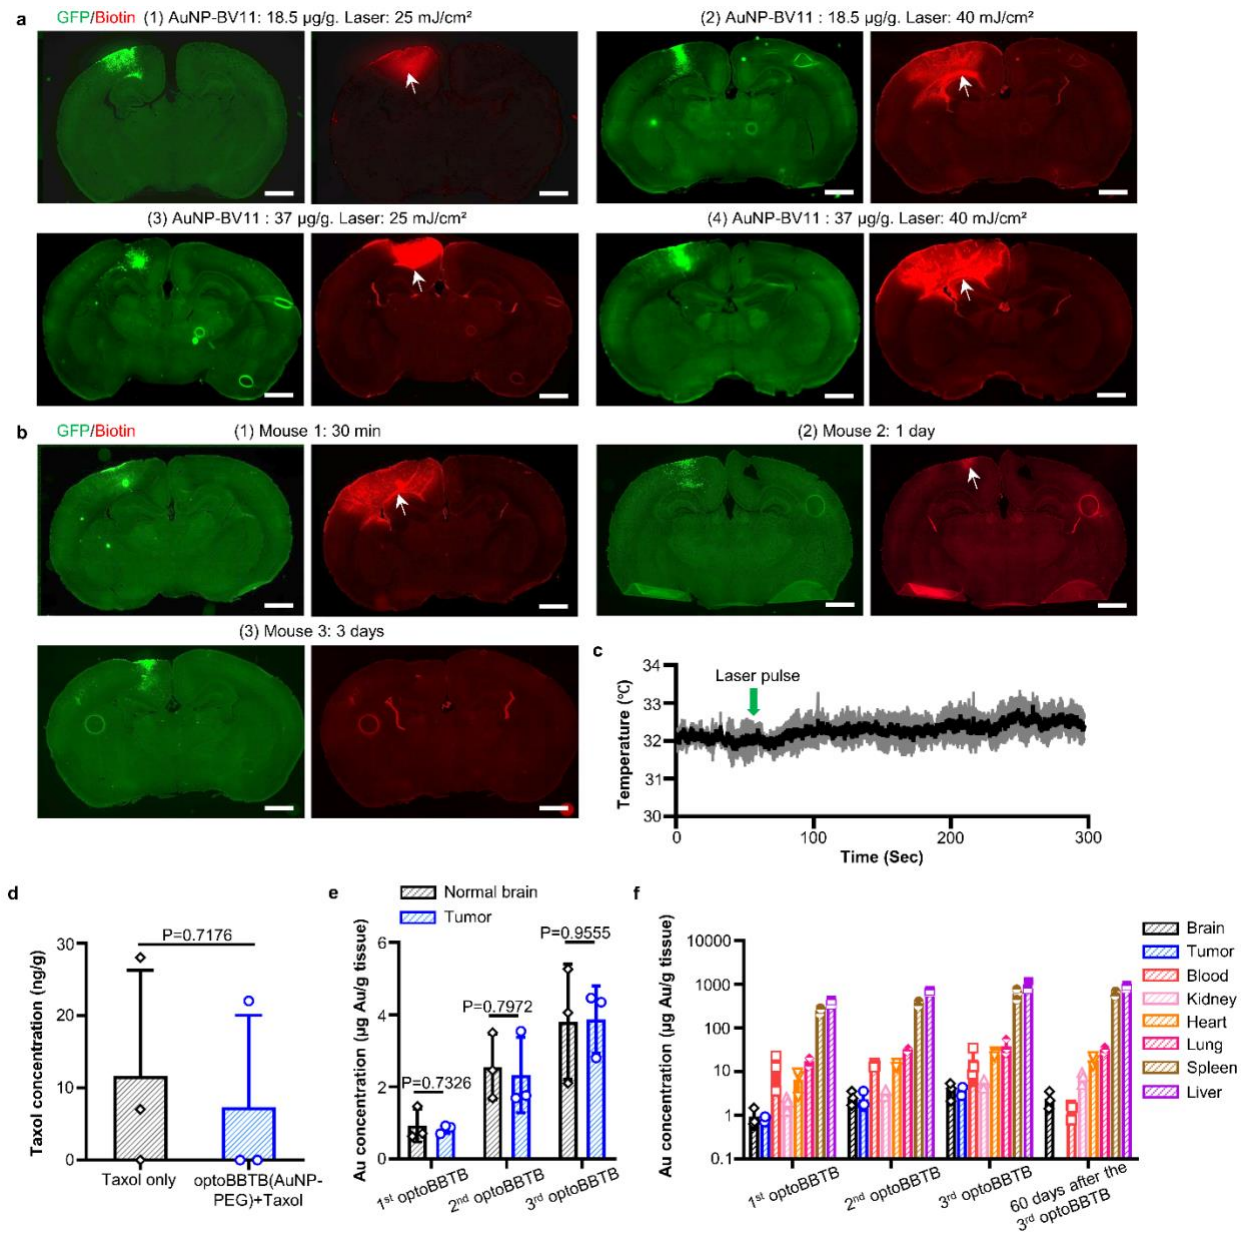 a
GFP/Biotin (1) AuNP-BV11: 18.5 µg/g. Laser: 25 mJ/cm²
(2) AuNP-BV11 : 18.5 µg/g. Laser: 40 mJ/cm²
(3) AuNP-BV11 : 37 µg/g. Laser: 25 mJ/cm²
(4) AuNP-BV11 : 37 µg/g. Laser: 40 mJ/cm²
b
GFP/Biotin
(1) Mouse 1: 30 min
(2) Mouse 2: 1 day
(3) Mouse 3: 3 days
c
Laser pulse
Temperature (℃)
34
33
32
31
30
0
100
200
300
Time (Sec)
d
Taxol concentration (ng/g)
P=0.7176
30
20
10
0
Taxol only
optoBBTB(AuNP-
PEG)+Taxol
e
Normal brain
Tumor
Au concentration (µg Au/g tissue)
6
4
2
0
P=0.7326
P=0.7972
P=0.9555
1st optoBBTB
2nd optoBBTB
3rd optoBBTB
f
Au concentration (µg Au/g tissue)
10000
1000
100
10
1
0.1
1st optoBBTB
2nd optoBBTB
3rd optoBBTB
60 days after the
3rd optoBBTB
Brain
Tumor
Blood
Kidney
Heart
Lung
Spleen
Liver